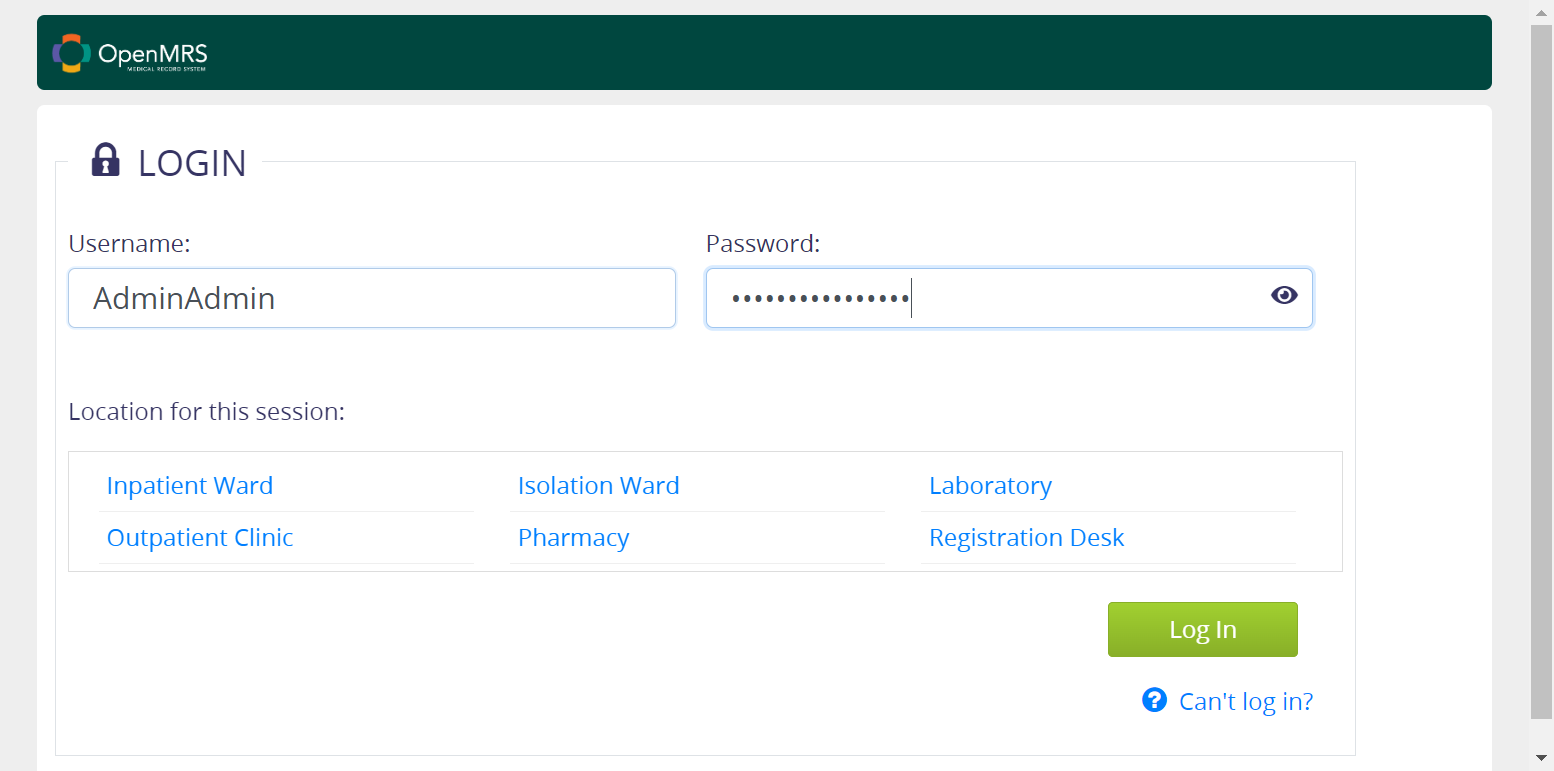 OpenMRS
MEDICAL RECORD SYSTEM
LOGIN
Username:
Password:
AdminAdmin
••••••••••••••••
Location for this session:
Inpatient Ward
Isolation Ward
Laboratory
Outpatient Clinic
Pharmacy
Registration Desk
Log In
Can't log in?